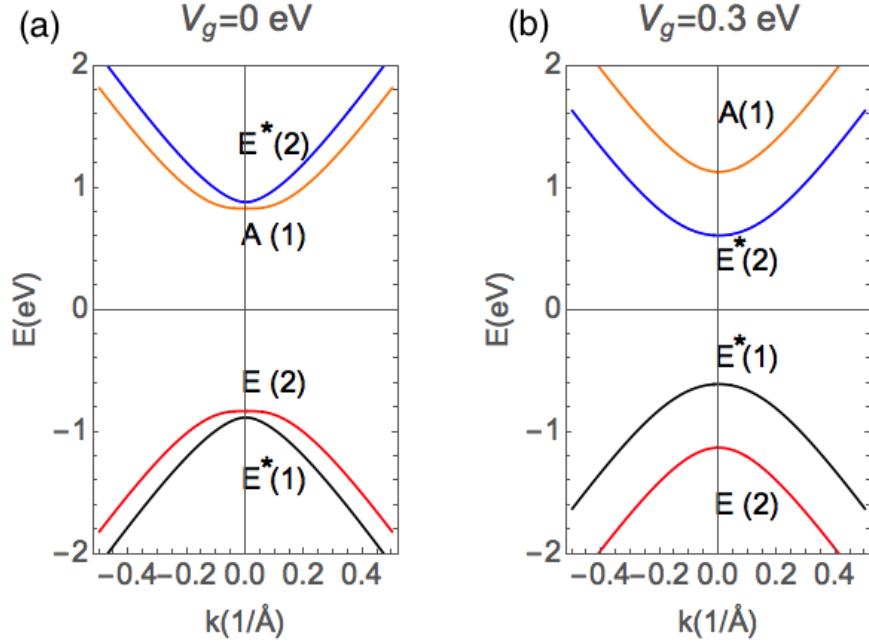 (a) V_g=0 eV
E(eV)
2
1
0
−1
−2
E*(2)
A (1)
E (2)
E*(1)
−0.4 −0.2 0.0 0.2 0.4
k(1/Å)
(b) V_g=0.3 eV
E(eV)
2
1
0
−1
−2
A(1)
E*(2)
E*(1)
E (2)
−0.4 −0.2 0.0 0.2 0.4
k(1/Å)